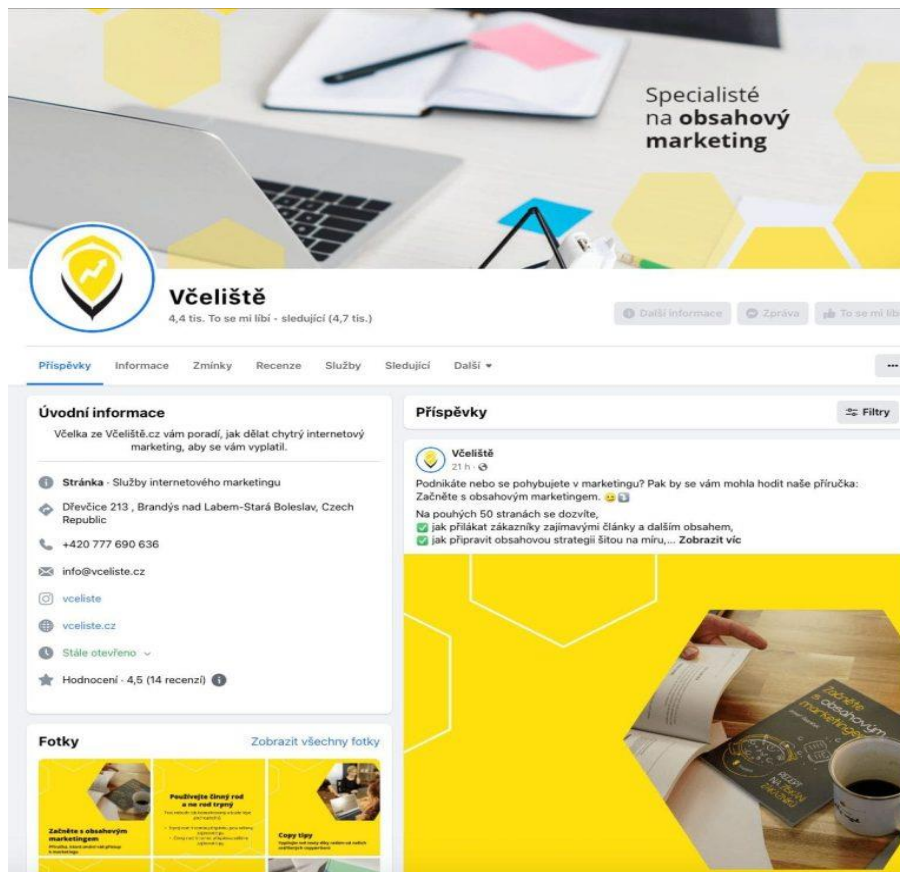 Specialisté
na obsahový
marketing
Včeliště
4,4 tis. To se mi líbí • sledující (4,7 tis.)
Další informace
Zpráva
To se mi líbí
Příspěvky
Informace
Zmínky
Recenze
Služby
Sledující
Další
Úvodní informace
Včelka ze Včeliště.cz vám poradí, jak dělat chytrý internetový
marketing, aby se vám vyplatil.
Stránka · Služby internetového marketingu
Dřevčice 213 , Brandýs nad Labem-Stará Boleslav, Czech
Republic
+420 777 690 636
info@vceliste.cz
vceliste
vceliste.cz
Stále otevřeno
Hodnocení · 4,5 (14 recenzí)
Fotky
Zobrazit všechny fotky
Začněte s obsahovým
marketingem
Používejte činný rod
a ne rod trpný
Copy tipy
Příspěvky
Filtry
Včeliště
21 h ·
Podnikáte nebo se pohybujete v marketingu? Pak by se vám mohla hodit naše příručka:
Začněte s obsahovým marketingem.
Na pouhých 50 stranách se dozvíte,
jak přilákat zákazníky zajímavými články a dalším obsahem,
jak připravit obsahovou strategii šitou na míru,... Zobrazit víc
Začněte
s obsahovým
marketingem